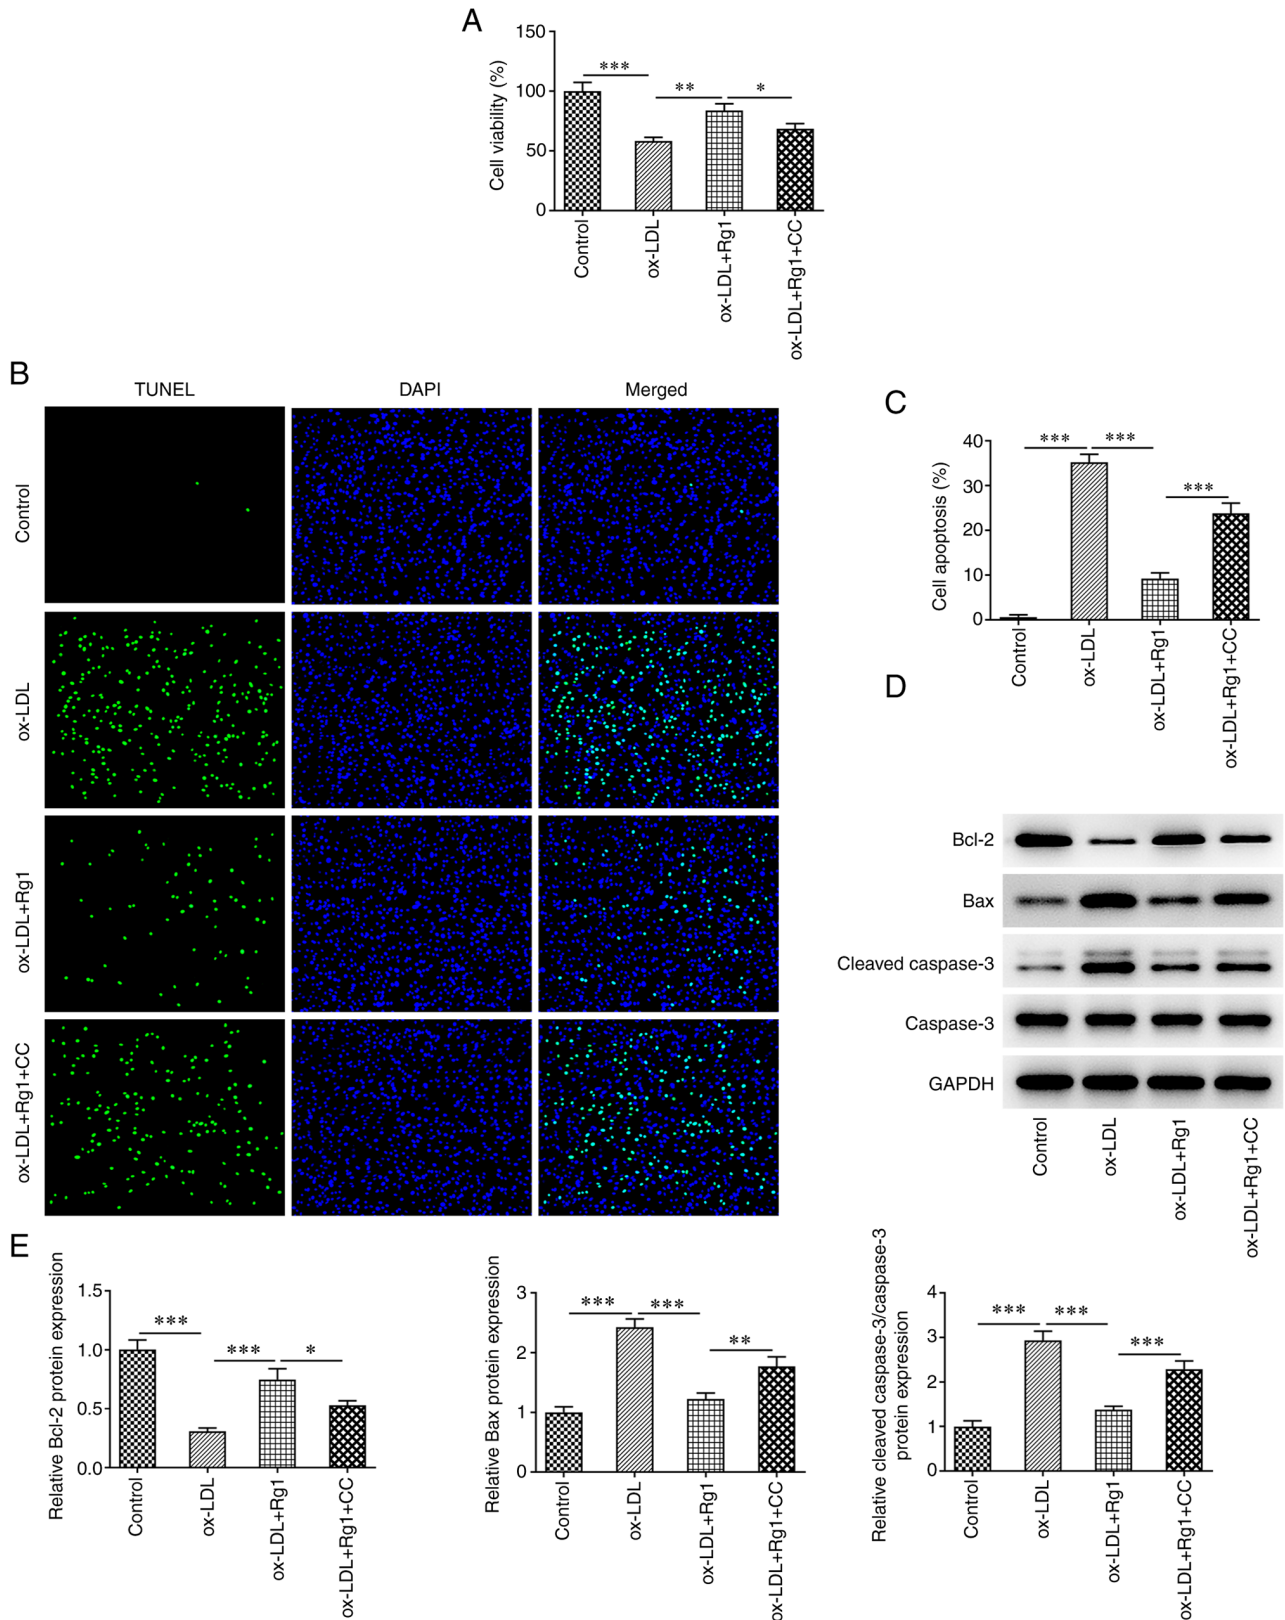 A
Cell viability (%)
150
100
50
0
***
**
*
Control
ox-LDL
ox-LDL+Rg1
ox-LDL+Rg1+CC
B
TUNEL
DAPI
Merged
Control
ox-LDL
ox-LDL+Rg1
ox-LDL+Rg1+CC
C
Cell apoptosis (%)
40
30
20
10
0
***
***
***
Control
ox-LDL
ox-LDL+Rg1
ox-LDL+Rg1+CC
D
Bcl-2
Bax
Cleaved caspase-3
Caspase-3
GAPDH
Control
ox-LDL
ox-LDL+Rg1
ox-LDL+Rg1+CC
E
Relative Bcl-2 protein expression
1.5
1.0
0.5
0.0
***
***
*
Control
ox-LDL
ox-LDL+Rg1
ox-LDL+Rg1+CC
Relative Bax protein expression
3
2
1
0
***
***
**
Control
ox-LDL
ox-LDL+Rg1
ox-LDL+Rg1+CC
Relative cleaved caspase-3/caspase-3
protein expression
4
3
2
1
0
***
***
***
Control
ox-LDL
ox-LDL+Rg1
ox-LDL+Rg1+CC